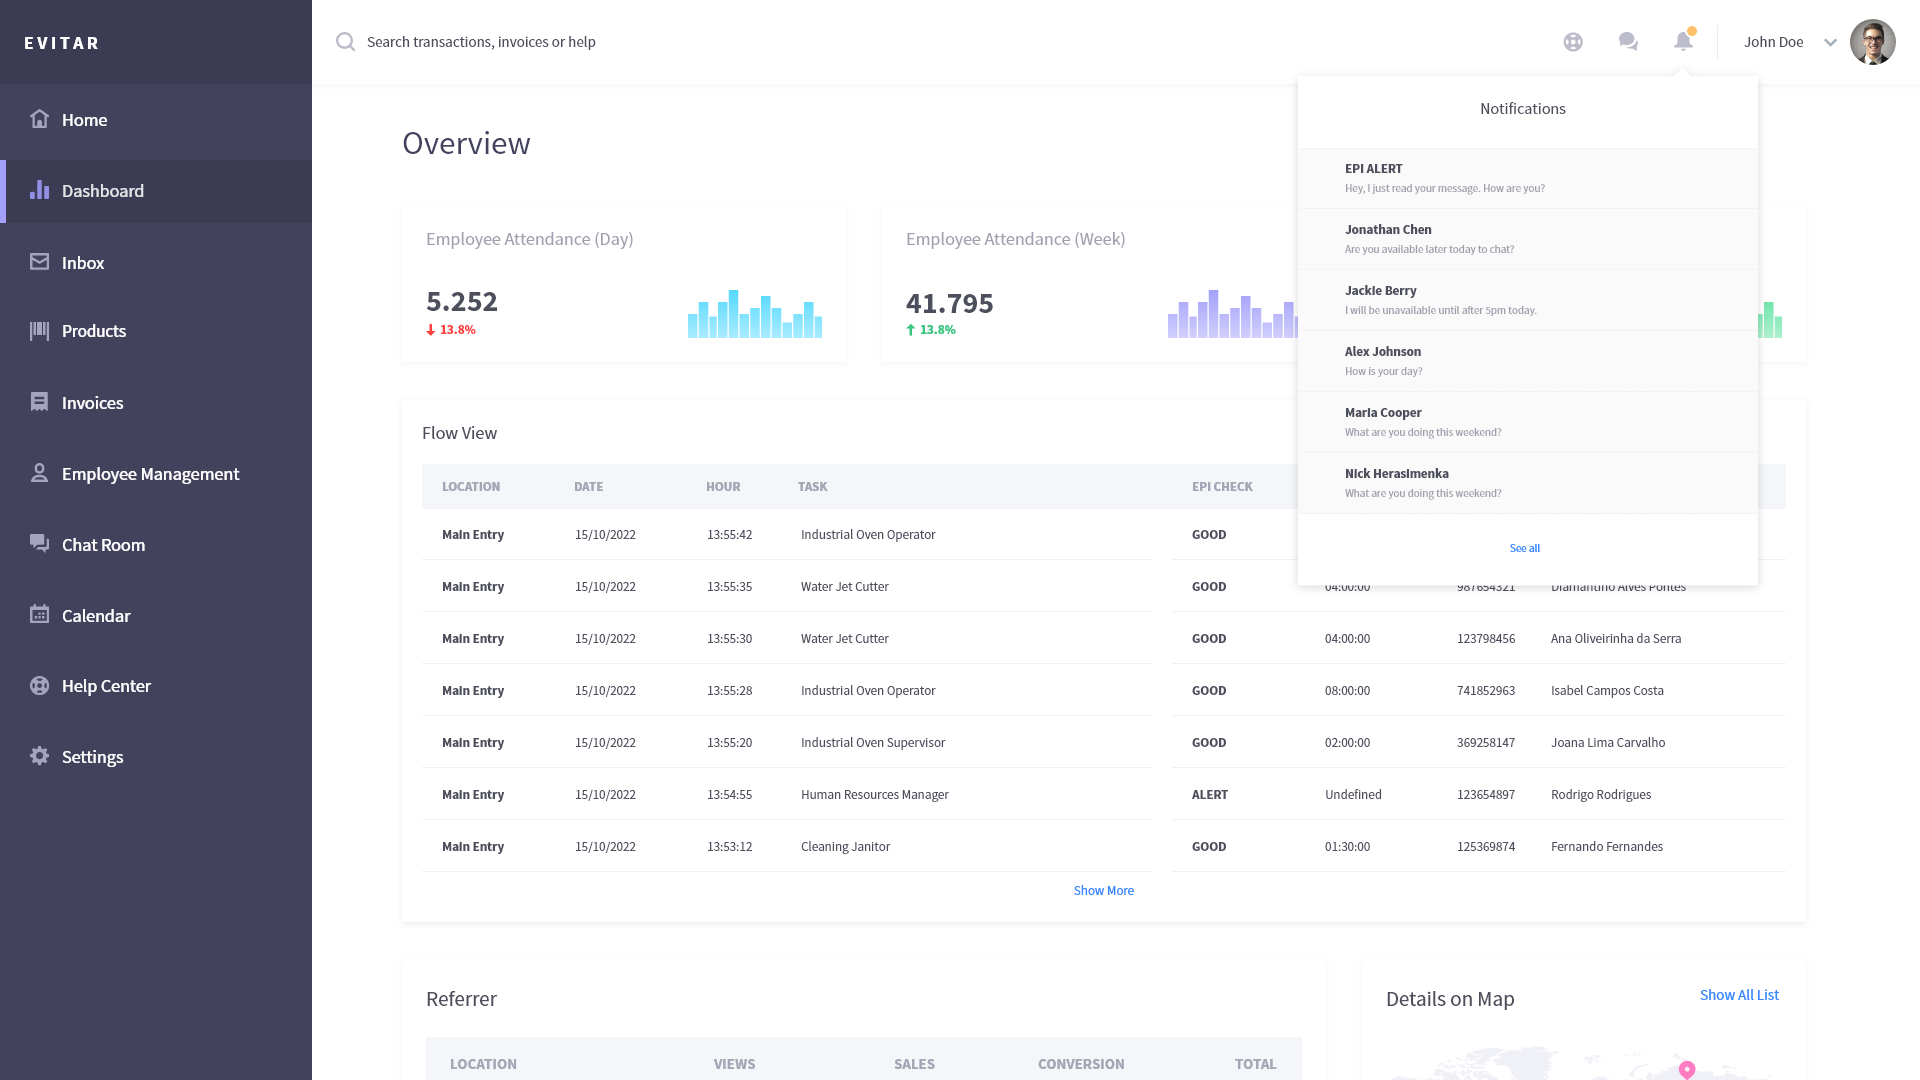 EVITAR
Search transactions, invoices or help
John Doe
Home
Dashboard
Inbox
Products
Invoices
Employee Management
Chat Room
Calendar
Help Center
Settings
Overview
Employee Attendance (Day)
5.252
13.8%
Employee Attendance (Week)
41.795
13.8%
Notifications
EPI ALERT
Hey, I just read your message. How are you?
Jonathan Chen
Are you available later today to chat?
Jackie Berry
I will be unavailable until after 5pm today.
Alex Johnson
How is your day?
Maria Cooper
What are you doing this weekend?
Nick Herasimenka
What are you doing this weekend?
See all
Flow View
LOCATION DATE HOUR TASK EPI CHECK
Main Entry 15/10/2022 13:55:42 Industrial Oven Operator GOOD
Main Entry 15/10/2022 13:55:35 Water Jet Cutter GOOD 04:00:00 987654321 Diamantino Alves Pontes
Main Entry 15/10/2022 13:55:30 Water Jet Cutter GOOD 04:00:00 123798456 Ana Oliveirinha da Serra
Main Entry 15/10/2022 13:55:28 Industrial Oven Operator GOOD 08:00:00 741852963 Isabel Campos Costa
Main Entry 15/10/2022 13:55:20 Industrial Oven Supervisor GOOD 02:00:00 369258147 Joana Lima Carvalho
Main Entry 15/10/2022 13:54:55 Human Resources Manager ALERT Undefined 123654897 Rodrigo Rodrigues
Main Entry 15/10/2022 13:53:12 Cleaning Janitor GOOD 01:30:00 125369874 Fernando Fernandes
Show More
Referrer
LOCATION VIEWS SALES CONVERSION TOTAL
Details on Map
Show All List